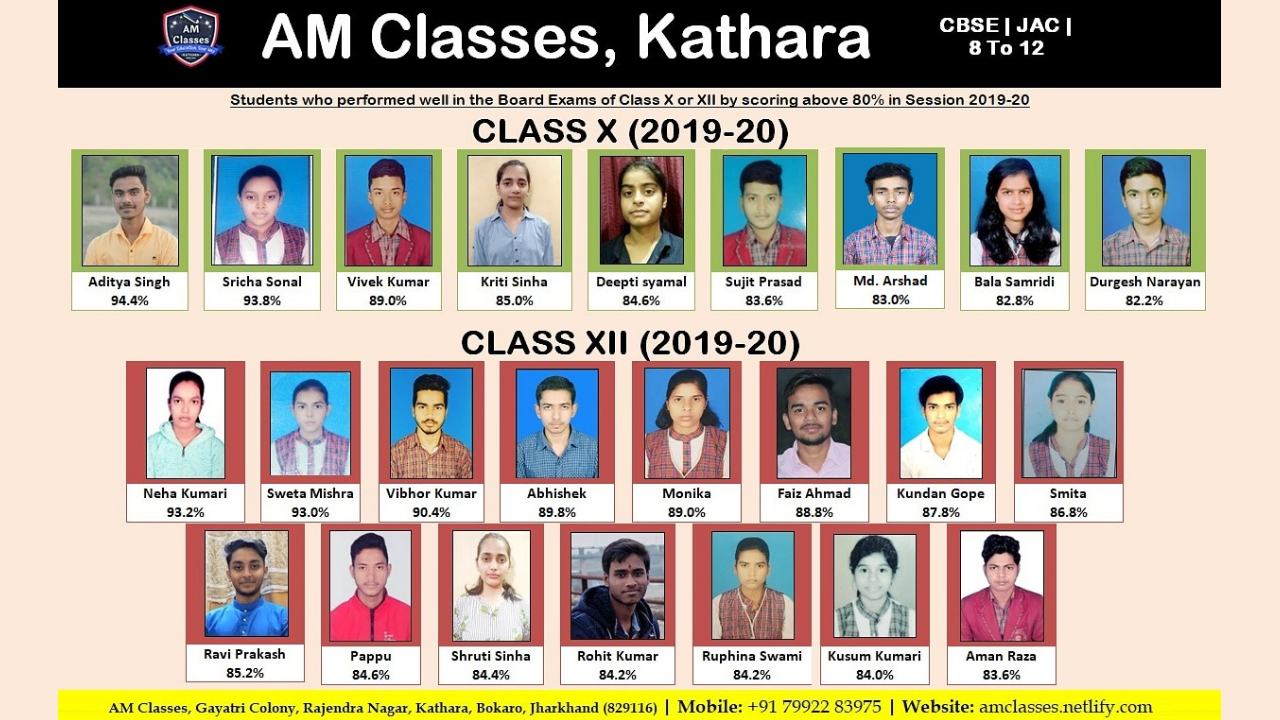 AM
Classes
Your Education, Your Way
KATHARA
AM Classes, Kathara
CBSE | JAC |
8 To 12
Students who performed well in the Board Exams of Class X or XII by scoring above 80% in Session 2019-20
CLASS X (2019-20)
Aditya Singh Sricha Sonal Vivek Kumar Kriti Sinha Deepti syamal Sujit Prasad Md. Arshad Bala Samridi Durgesh Narayan
94.4% 93.8% 89.0% 85.0% 84.6% 83.6% 83.0% 82.8% 82.2%
CLASS XII (2019-20)
Neha Kumari Sweta Mishra Vibhor Kumar Abhishek Monika Faiz Ahmad Kundan Gope Smita
93.2% 93.0% 90.4% 89.8% 89.0% 88.8% 87.8% 86.8%
Ravi Prakash Pappu Shruti Sinha Rohit Kumar Ruphina Swami Kusum Kumari Aman Raza
85.2% 84.6% 84.4% 84.2% 84.2% 84.0% 83.6%
AM Classes, Gayatri Colony, Rajendra Nagar, Kathara, Bokaro, Jharkhand (829116) | Mobile: +91 79922 83975 | Website: amclasses.netlify.com